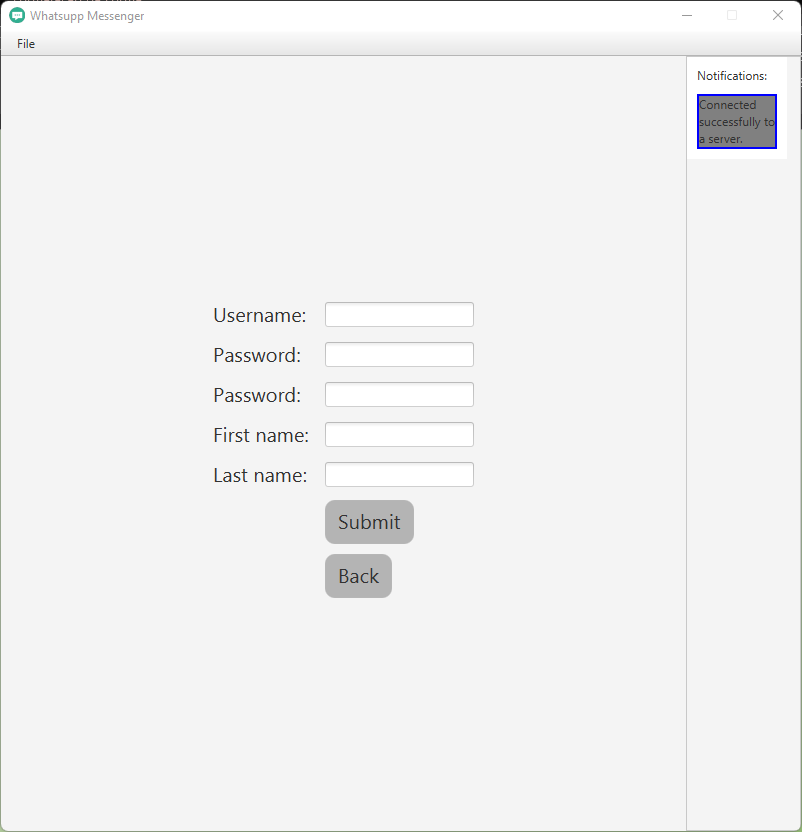 Whatsupp Messenger
File
Notifications:
Connected
successfully to
a server.
Username:
Password:
Password:
First name:
Last name:
Submit
Back